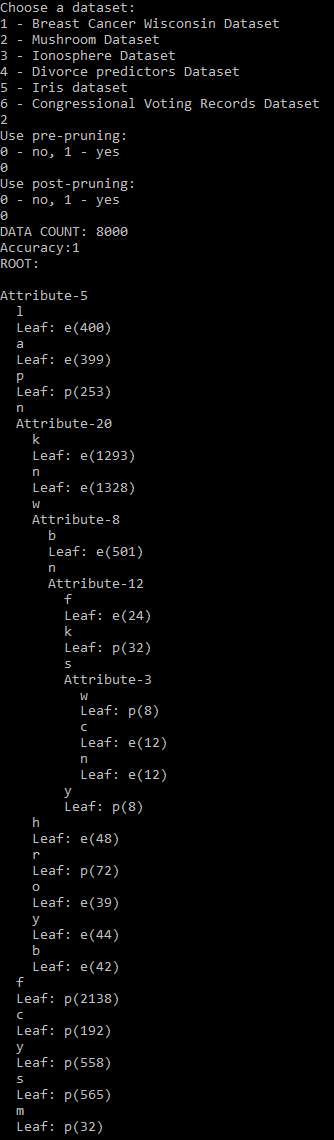 Choose a dataset:
1 - Breast Cancer Wisconsin Dataset
2 - Mushroom Dataset
3 - Ionosphere Dataset
4 - Divorce predictors Dataset
5 - Iris dataset
6 - Congressional Voting Records Dataset
2
Use pre-pruning:
0 - no, 1 - yes
0
Use post-pruning:
0 - no, 1 - yes
0
DATA COUNT: 8000
Accuracy:1
ROOT:

Attribute-5
  l
  Leaf: e(400)
  a
  Leaf: e(399)
  p
  Leaf: p(253)
  n
  Attribute-20
    k
    Leaf: e(1293)
    n
    Leaf: e(1328)
    w
    Attribute-8
      b
      Leaf: e(501)
      n
      Attribute-12
        f
        Leaf: e(24)
        k
        Leaf: p(32)
        s
        Attribute-3
          w
          Leaf: p(8)
          c
          Leaf: e(12)
          n
          Leaf: e(12)
        y
        Leaf: p(8)
    h
    Leaf: e(48)
    r
    Leaf: p(72)
    o
    Leaf: e(39)
    y
    Leaf: e(44)
    b
    Leaf: e(42)
  f
  Leaf: p(2138)
  c
  Leaf: p(192)
  y
  Leaf: p(558)
  s
  Leaf: p(565)
  m
  Leaf: p(32)